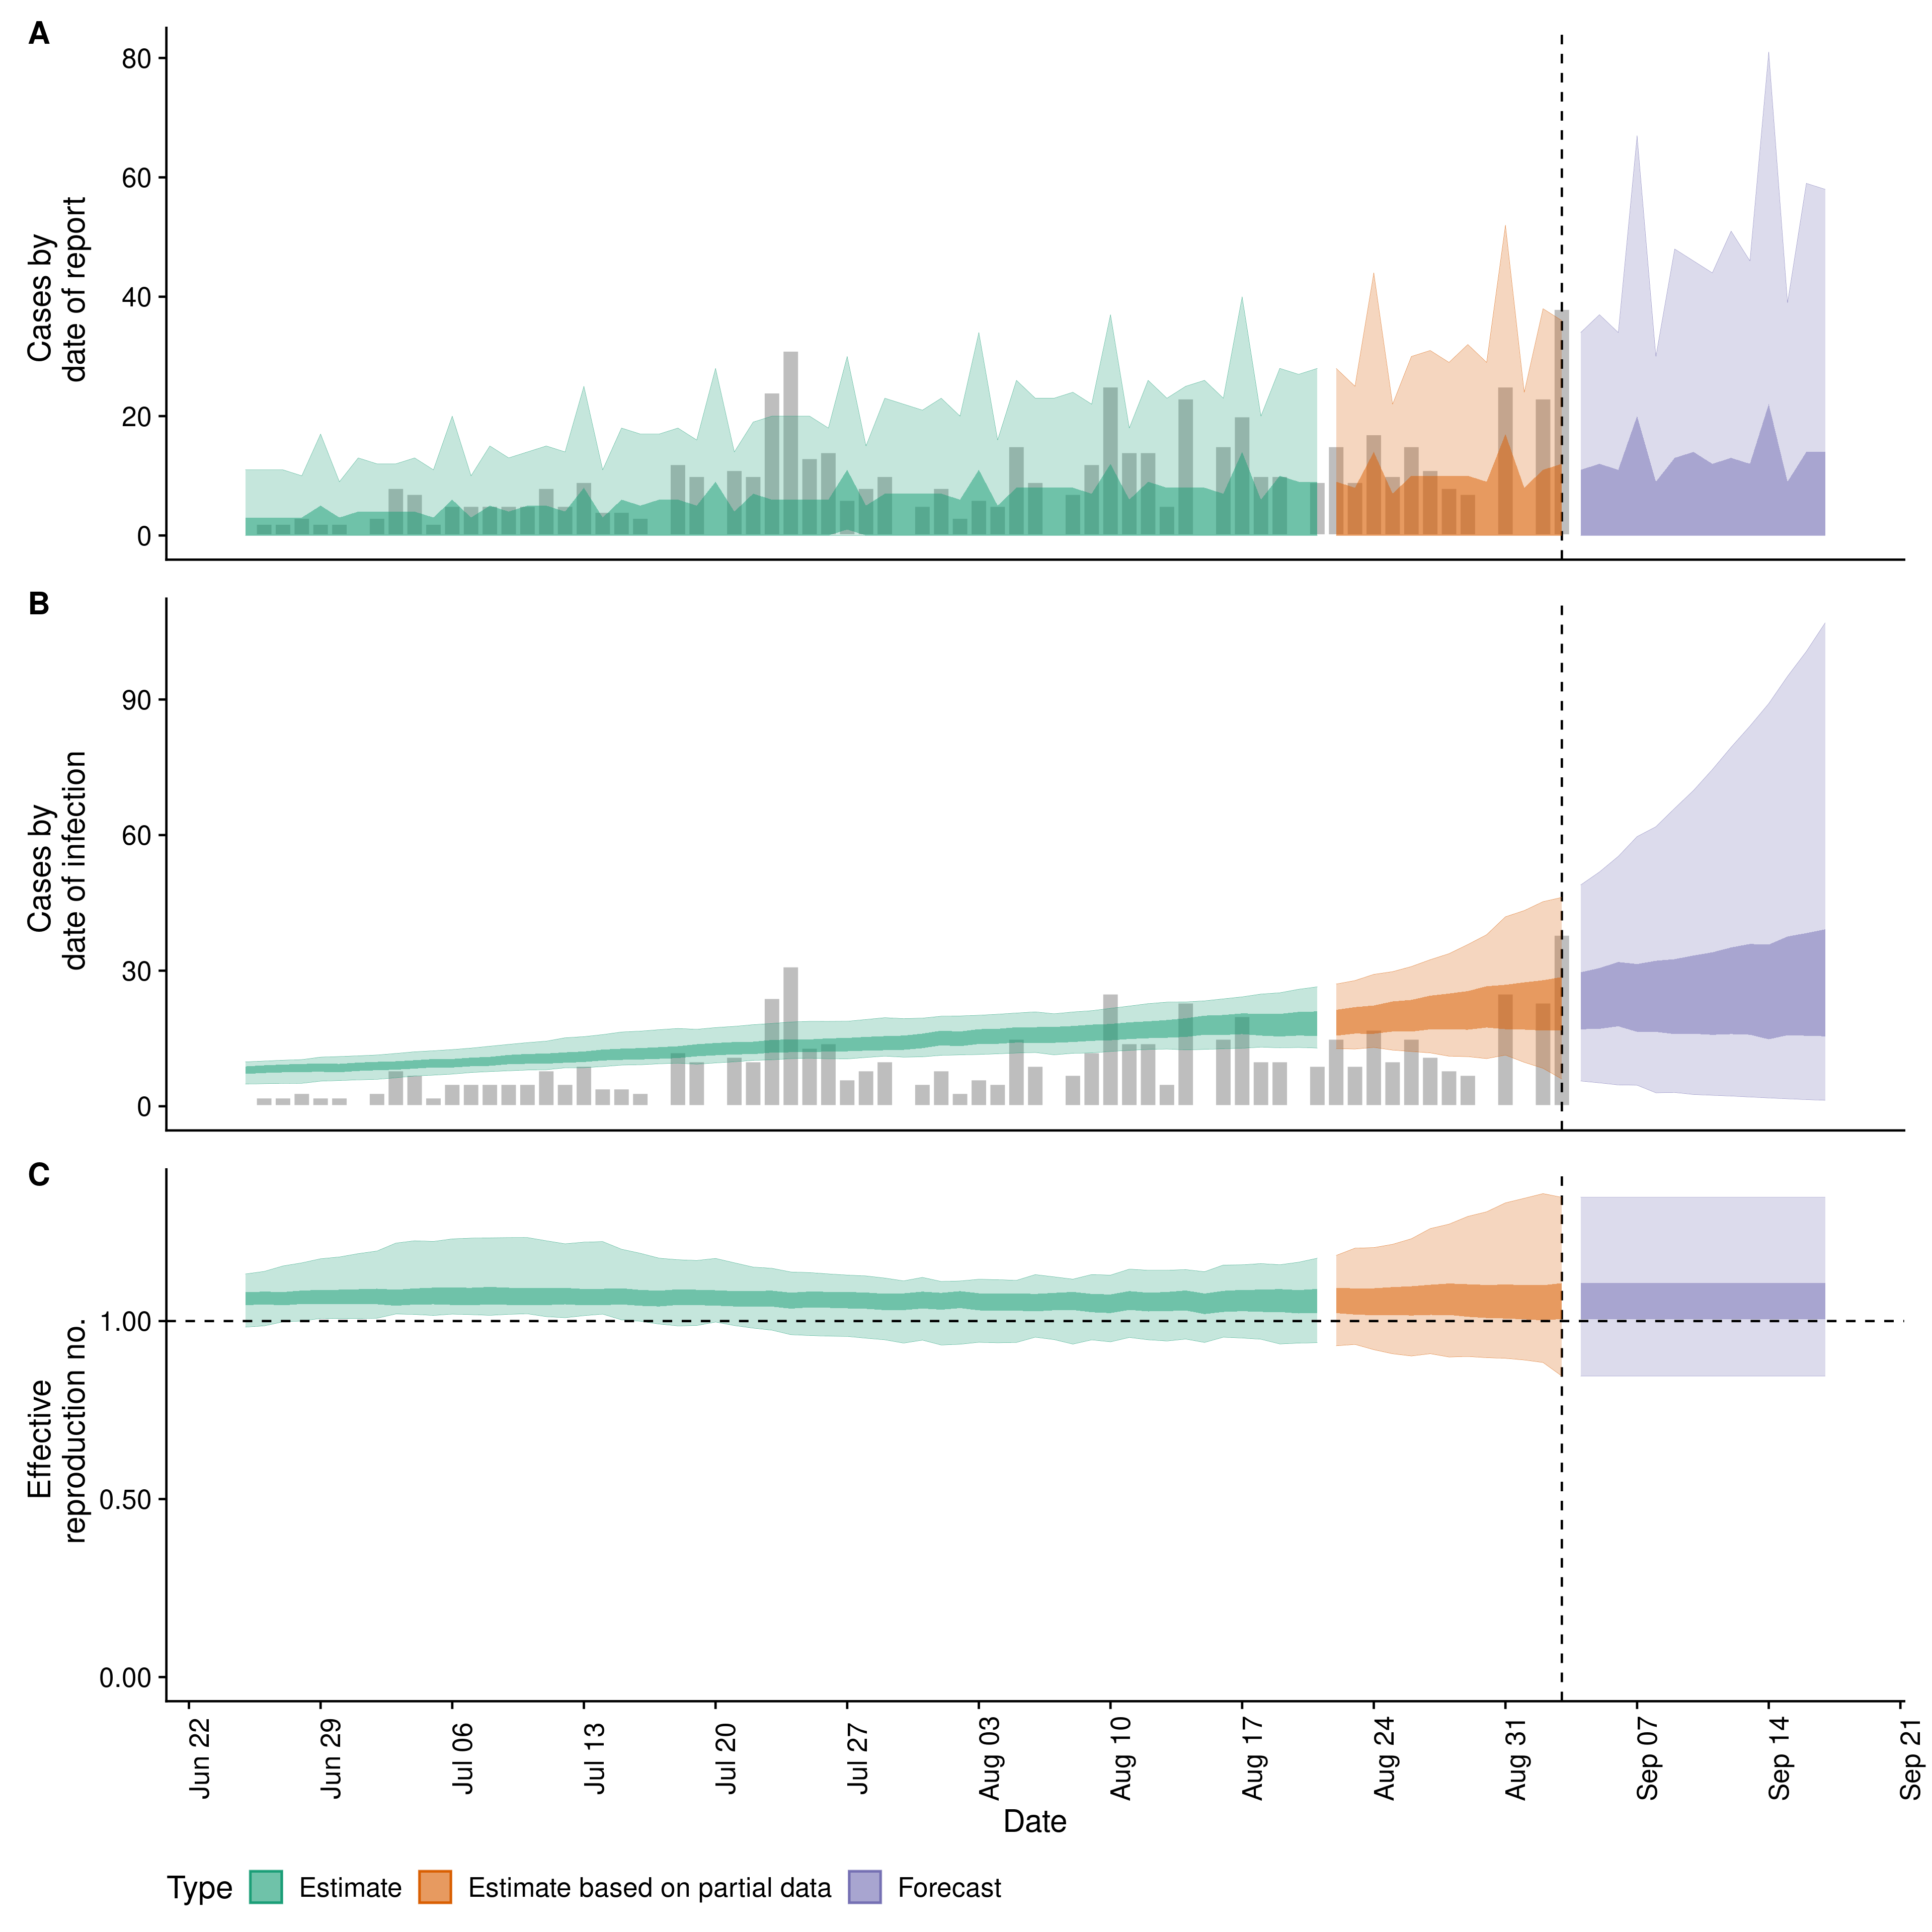 A
80
60
40
20
0
Cases by
date of report
B
90
60
30
0
Cases by
date of infection
C
1.00
0.50
0.00
Effective
reproduction no.
Jun 22
Jun 29
Jul 06
Jul 13
Jul 20
Jul 27
Aug 03
Aug 10
Aug 17
Aug 24
Aug 31
Sep 07
Sep 14
Sep 21
Date
Type Estimate Estimate based on partial data Forecast